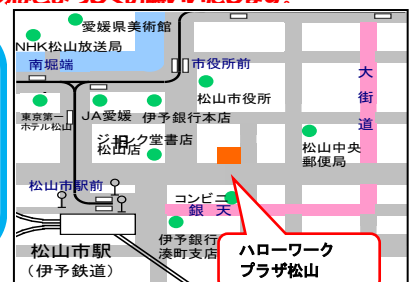 愛媛県美術館
NHK松山放送局
南堀端
市役所前
大街道
松山市役所
東京第一
ホテル松山
JA愛媛
伊予銀行本店
旧
ジュンク堂書店
松山店
松山中央
郵便局
松山市駅前
コンビニ
銀天
伊予銀行
湊町支店
松山市駅
(伊予鉄道)
ハローワーク
プラザ松山